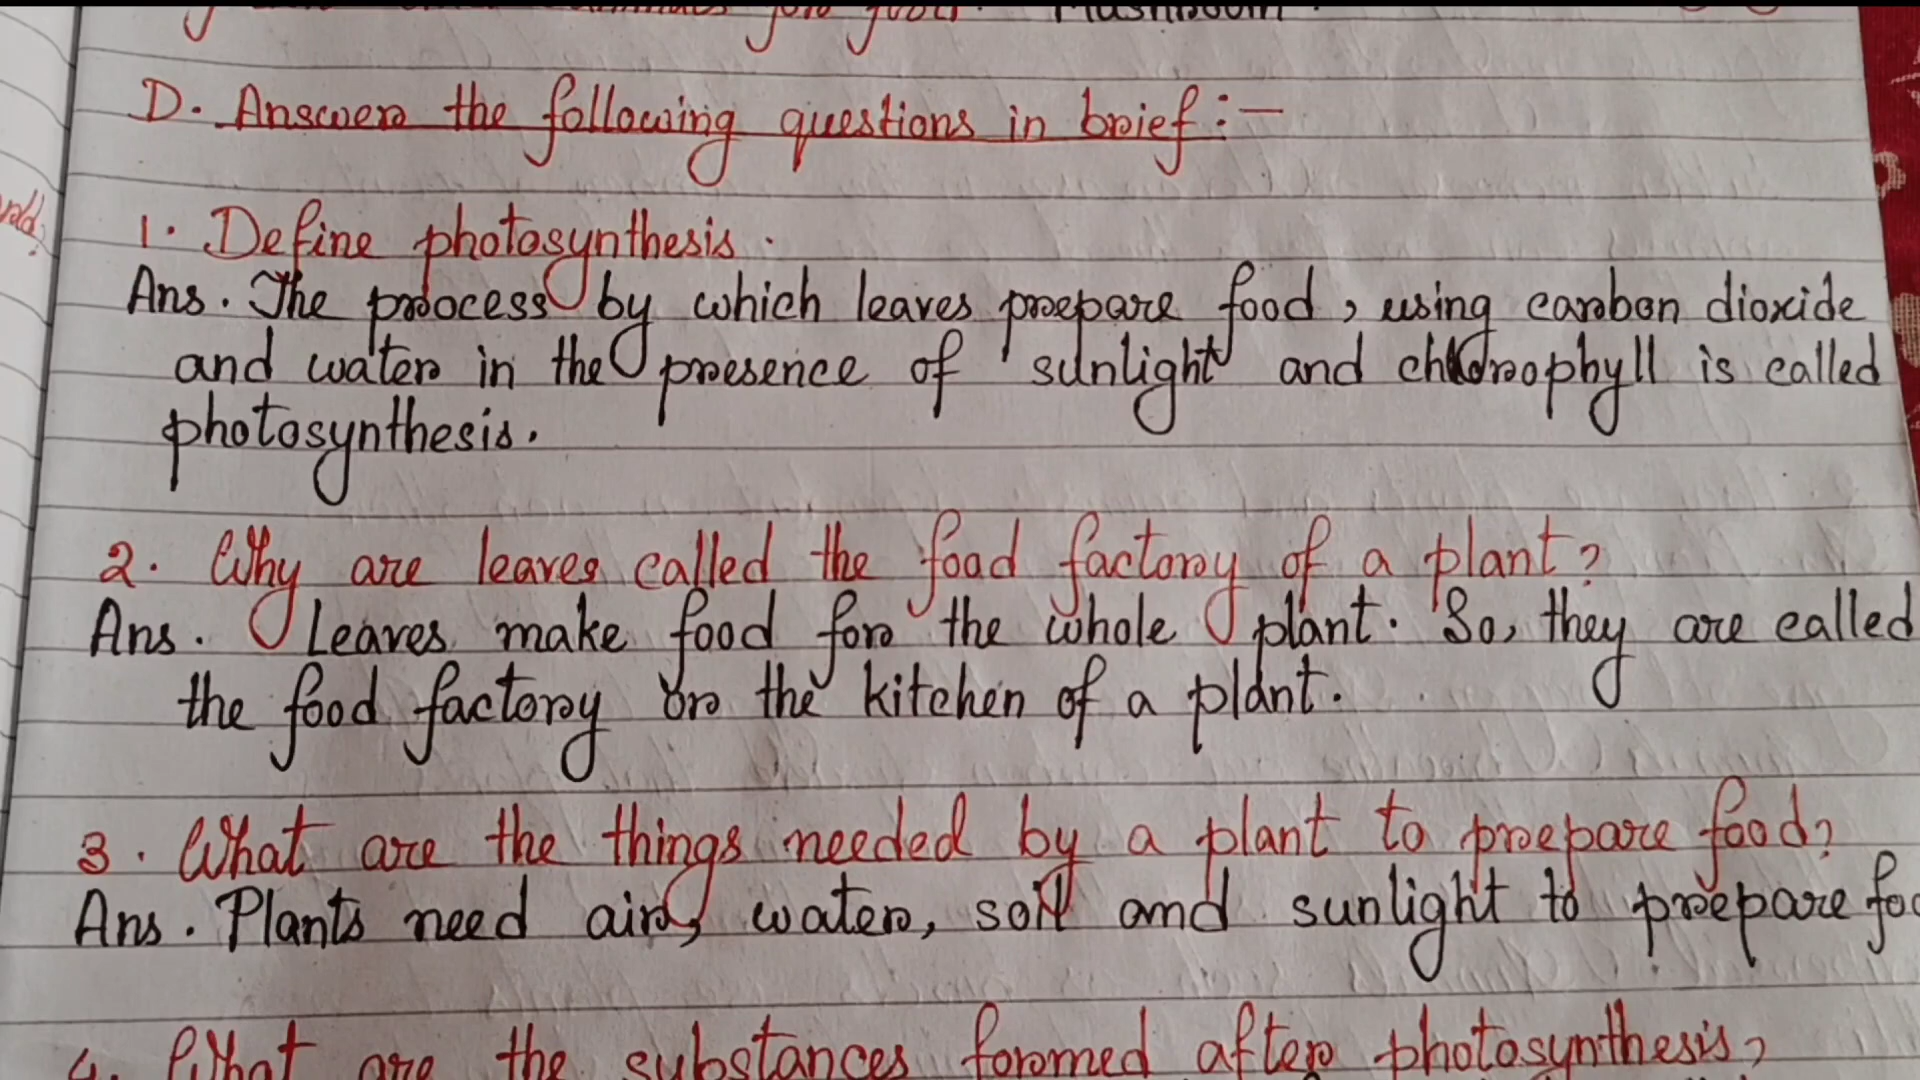 for food. Mushroom.
D. Answer the following questions in brief:-
1. Define photosynthesis.
Ans. The process by which leaves prepare food, using carbon dioxide
and water in the presence of sunlight and chlorophyll is called
photosynthesis.
2. Why are leaves called the food factory of a plant?
Ans. Leaves make food for the whole plant. So, they are called
the food factory or the kitchen of a plant.
3. What are the things needed by a plant to prepare food?
Ans. Plants need air, water, soil and sunlight to prepare foo
4. What are the substances formed after photosynthesis?